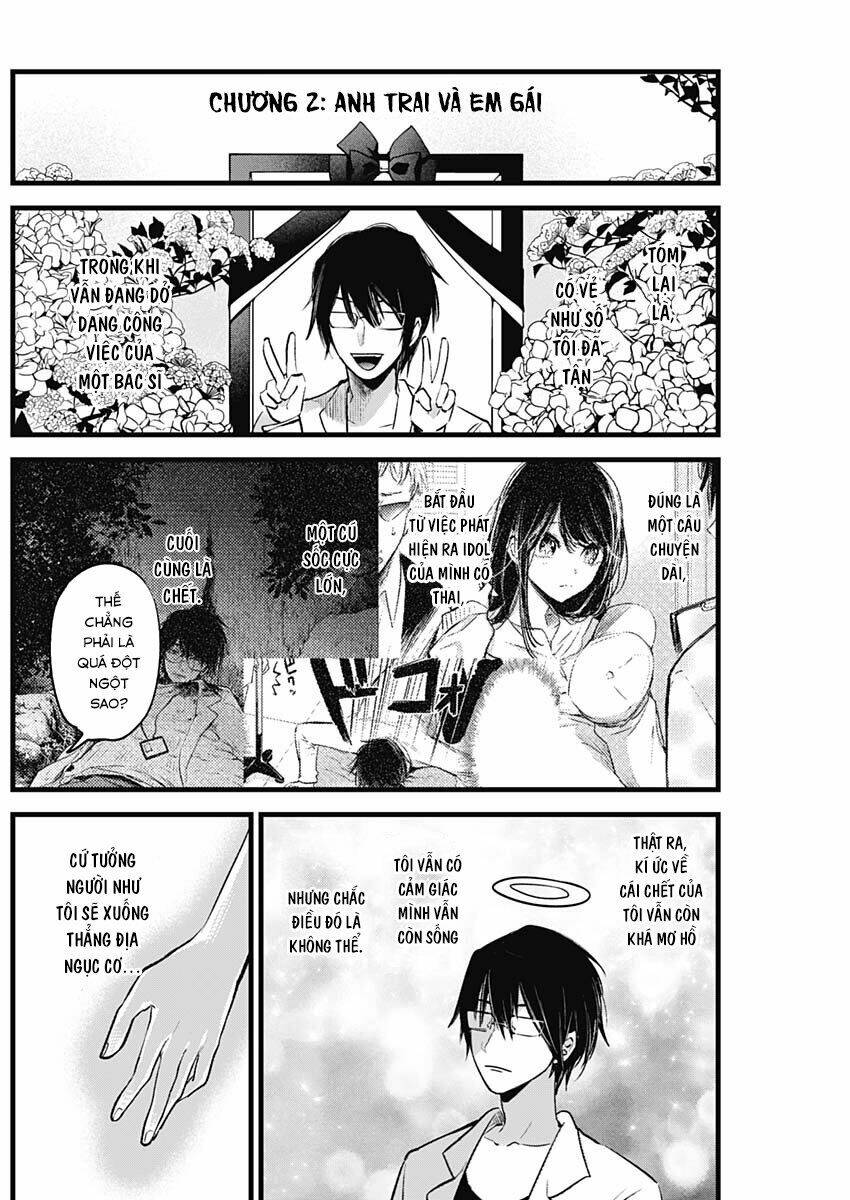 CHƯƠNG 2: ANH TRAI VÀ EM GÁI
TÓM
LẠI
LÀ,
CÓ VẺ
NHƯ SỐ
TÔI ĐÃ
TẬN
TRONG KHI
VẪN ĐANG DỞ
DANG CÔNG
VIỆC CỦA
MỘT BÁC SĨ
ĐÚNG LÀ
MỘT CÂU
CHUYỆN
DÀI,
BẮT ĐẦU
TỪ VIỆC PHÁT
HIỆN RA IDOL
CỦA MÌNH CÓ
THAI,
MỘT CÚ
SỐC CỰC
LỚN,
CUỐI
CÙNG LÀ
CHẾT.
THẾ
CHẲNG
PHẢI LÀ
QUÁ ĐỘT
NGỘT
SAO?
ドコォ
THẬT RA,
KÍ ỨC VỀ
CÁI CHẾT CỦA
TÔI VẪN CÒN
KHÁ MƠ HỒ
TÔI VẪN CÓ
CẢM GIÁC
MÌNH VẪN
CÒN SỐNG
NHƯNG CHẮC
ĐIỀU ĐÓ LÀ
KHÔNG THỂ.
CỨ TƯỞNG
NGƯỜI NHƯ
TÔI SẼ XUỐNG
THẲNG ĐỊA
NGỤC CƠ...